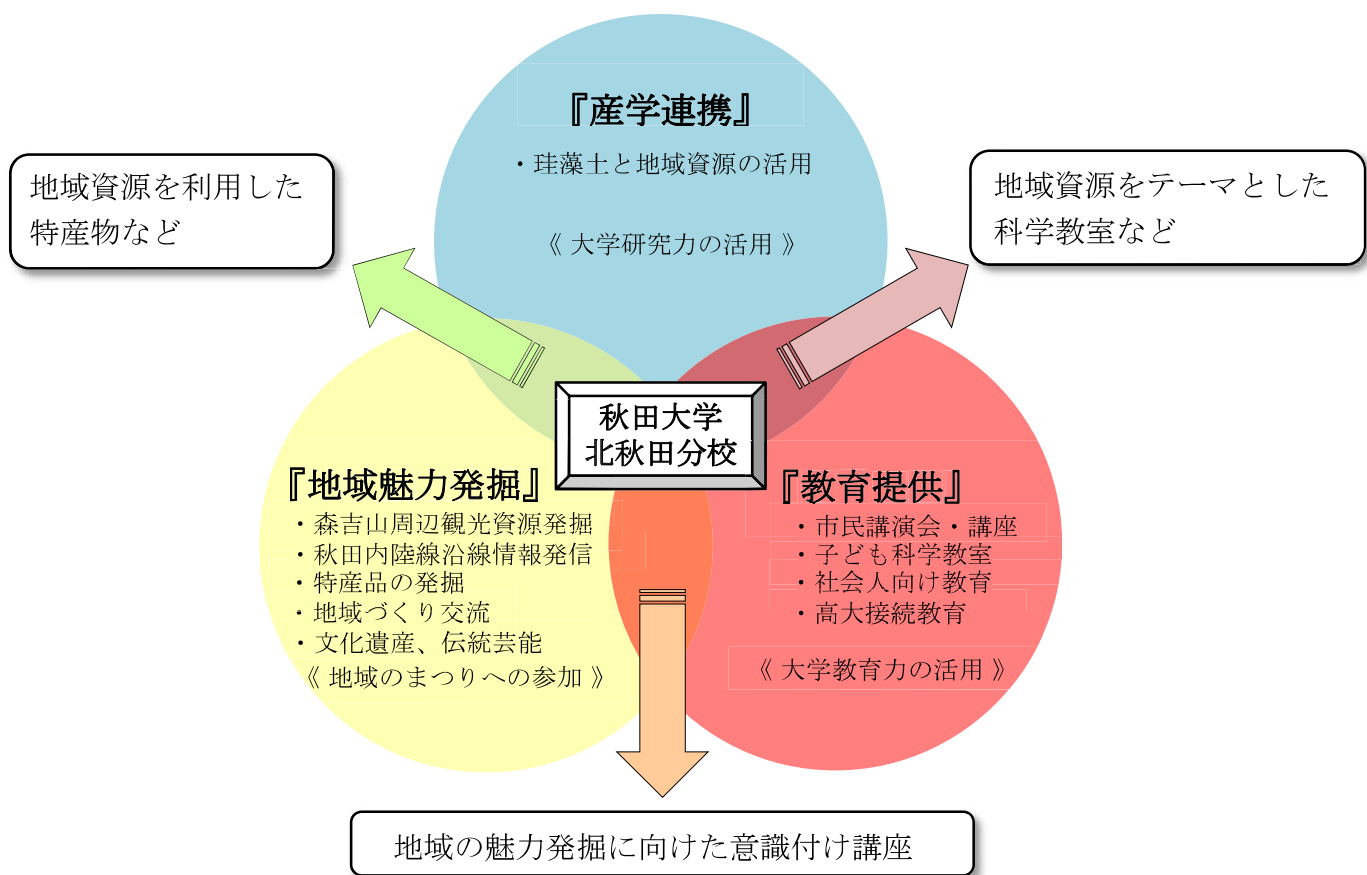 『産学連携』
・珪藻土と地域資源の活用
《 大学研究力の活用 》
地域資源を利用した
特産物など
地域資源をテーマとした
科学教室など
秋田大学
北秋田分校
『地域魅力発掘』
・森吉山周辺観光資源発掘
・秋田内陸線沿線情報発信
・特産品の発掘
・地域づくり交流
・文化遺産、伝統芸能
《 地域のまつりへの参加 》
『教育提供』
・市民講演会・講座
・子ども科学教室
・社会人向け教育
・高大接続教育
《 大学教育力の活用 》
地域の魅力発掘に向けた意識付け講座